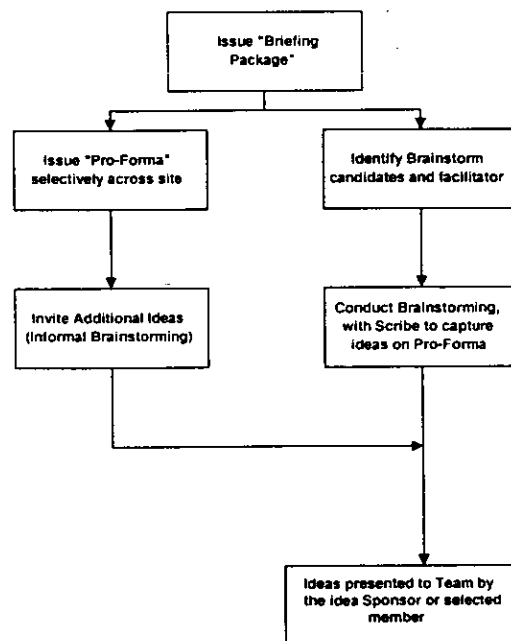 Issue "Briefing
Package"
Issue "Pro-Forma"
selectively across site
Identify Brainstorm
candidates and facilitator
Invite Additional Ideas
(Informal Brainstorming)
Conduct Brainstorming,
with Scribe to capture
ideas on Pro-Forma
Ideas presented to Team by
the idea Sponsor or selected
member